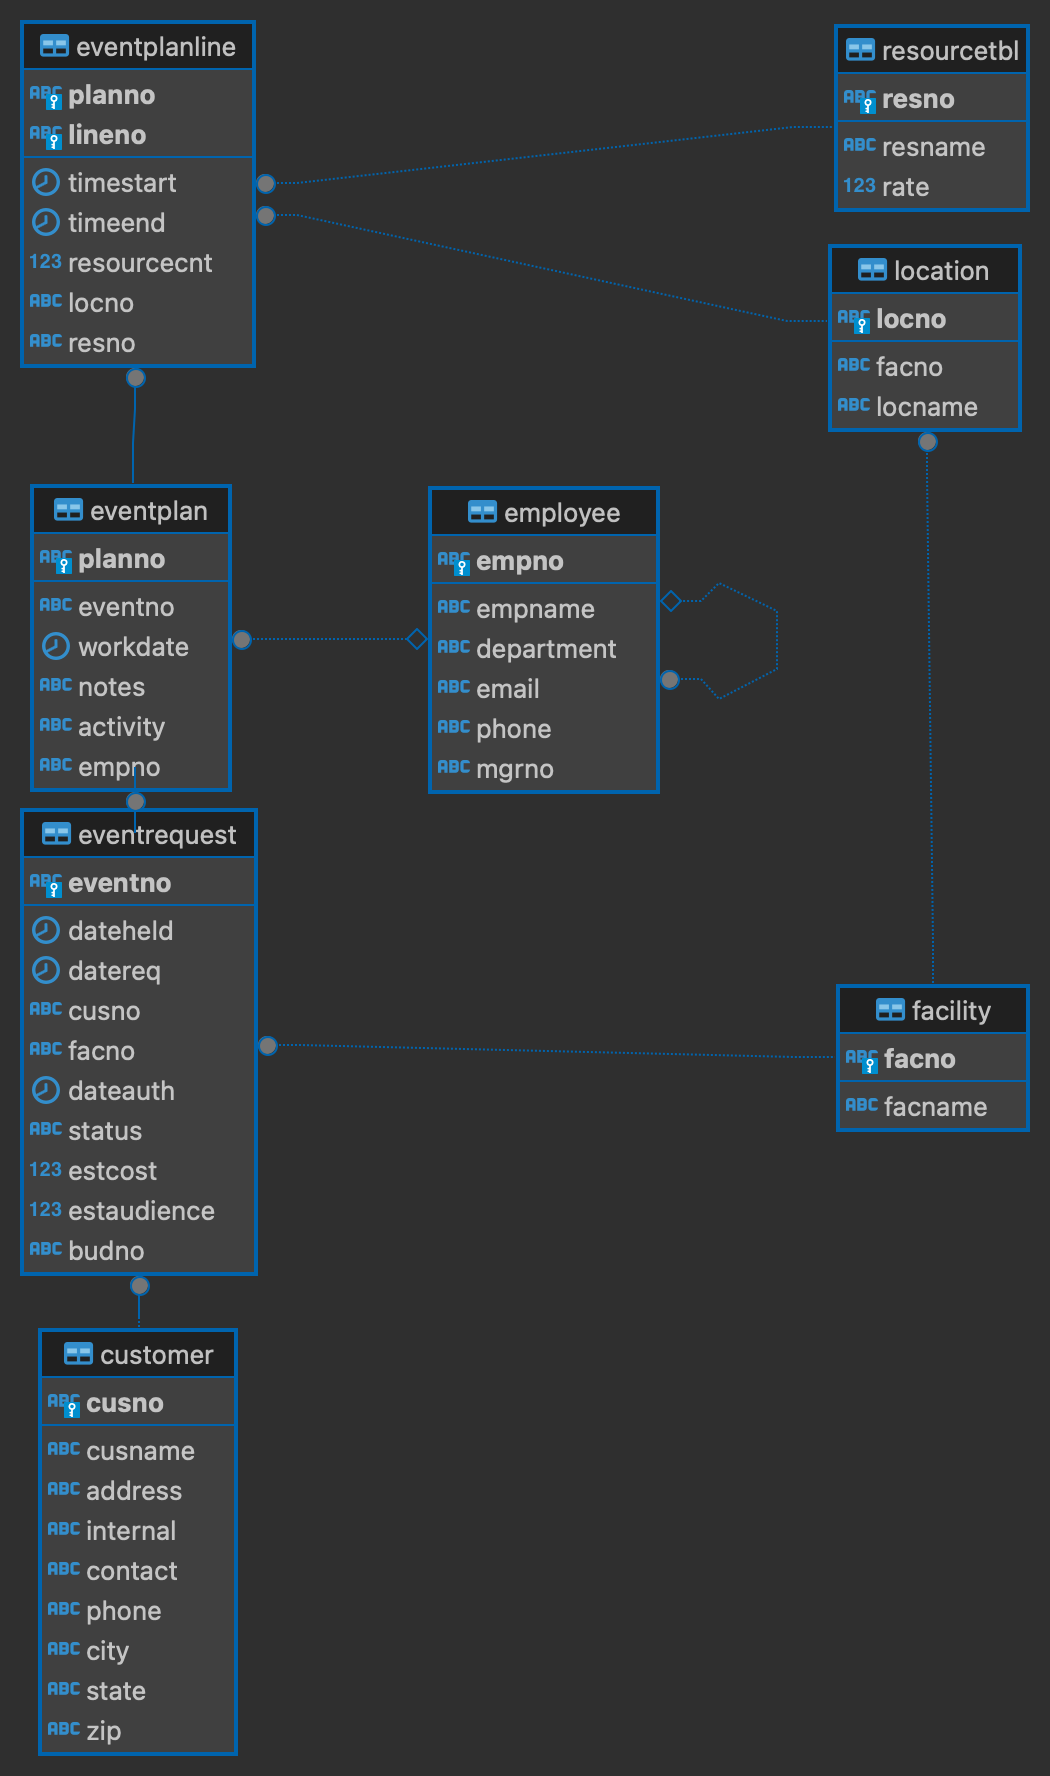 eventplanline
ABC planno
ABC lineno
timestart
timeend
123 resourcecnt
ABC locno
ABC resno
resourcetbl
ABC resno
ABC resname
123 rate
location
ABC locno
ABC facno
ABC locname
eventplan
ABC planno
ABC eventno
workdate
ABC notes
ABC activity
ABC empno
employee
ABC empno
ABC empname
ABC department
ABC email
ABC phone
ABC mgrno
eventrequest
ABC eventno
dateheld
datereq
ABC cusno
ABC facno
dateauth
ABC status
123 estcost
123 estaudience
ABC budno
facility
ABC facno
ABC facname
customer
ABC cusno
ABC cusname
ABC address
ABC internal
ABC contact
ABC phone
ABC city
ABC state
ABC zip